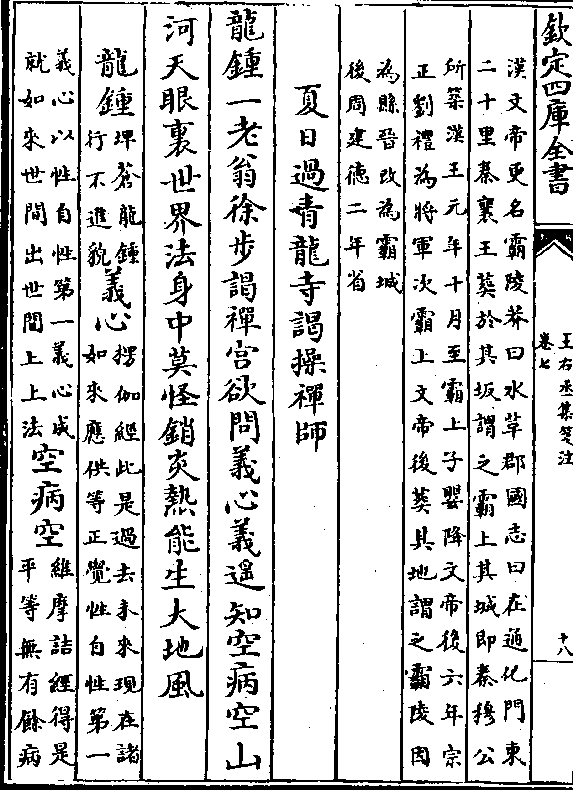 欽定四庫全書
王右丞集箋注
卷七
十八
漢文帝更名霸陵莽曰水草郡國志曰在通化門東
二十里秦襄王葬於其坂謂之霸上其城即秦穆公
所築漢王元年十月至霸上子嬰降文帝後六年宗
正劉禮為將軍次霸上文帝後葬其地謂之霸陵因
為縣晉改為霸城
後周建德二年省
夏日過青龍寺謁操禪師
龍鍾一老翁徐步謁禪宫欲問義心義遥知空病空山
河天眼裏世界法身中莫怪銷炎熱能生大地風
龍鍾
埤蒼龍鍾
行不進貌
義心
楞伽經此是過去未來現在諸
如來應供等正覺性自性第一
義心以性自性第一義心成
就如來世間出世間上上法
空病空
維摩詰經得是
平等無有餘病